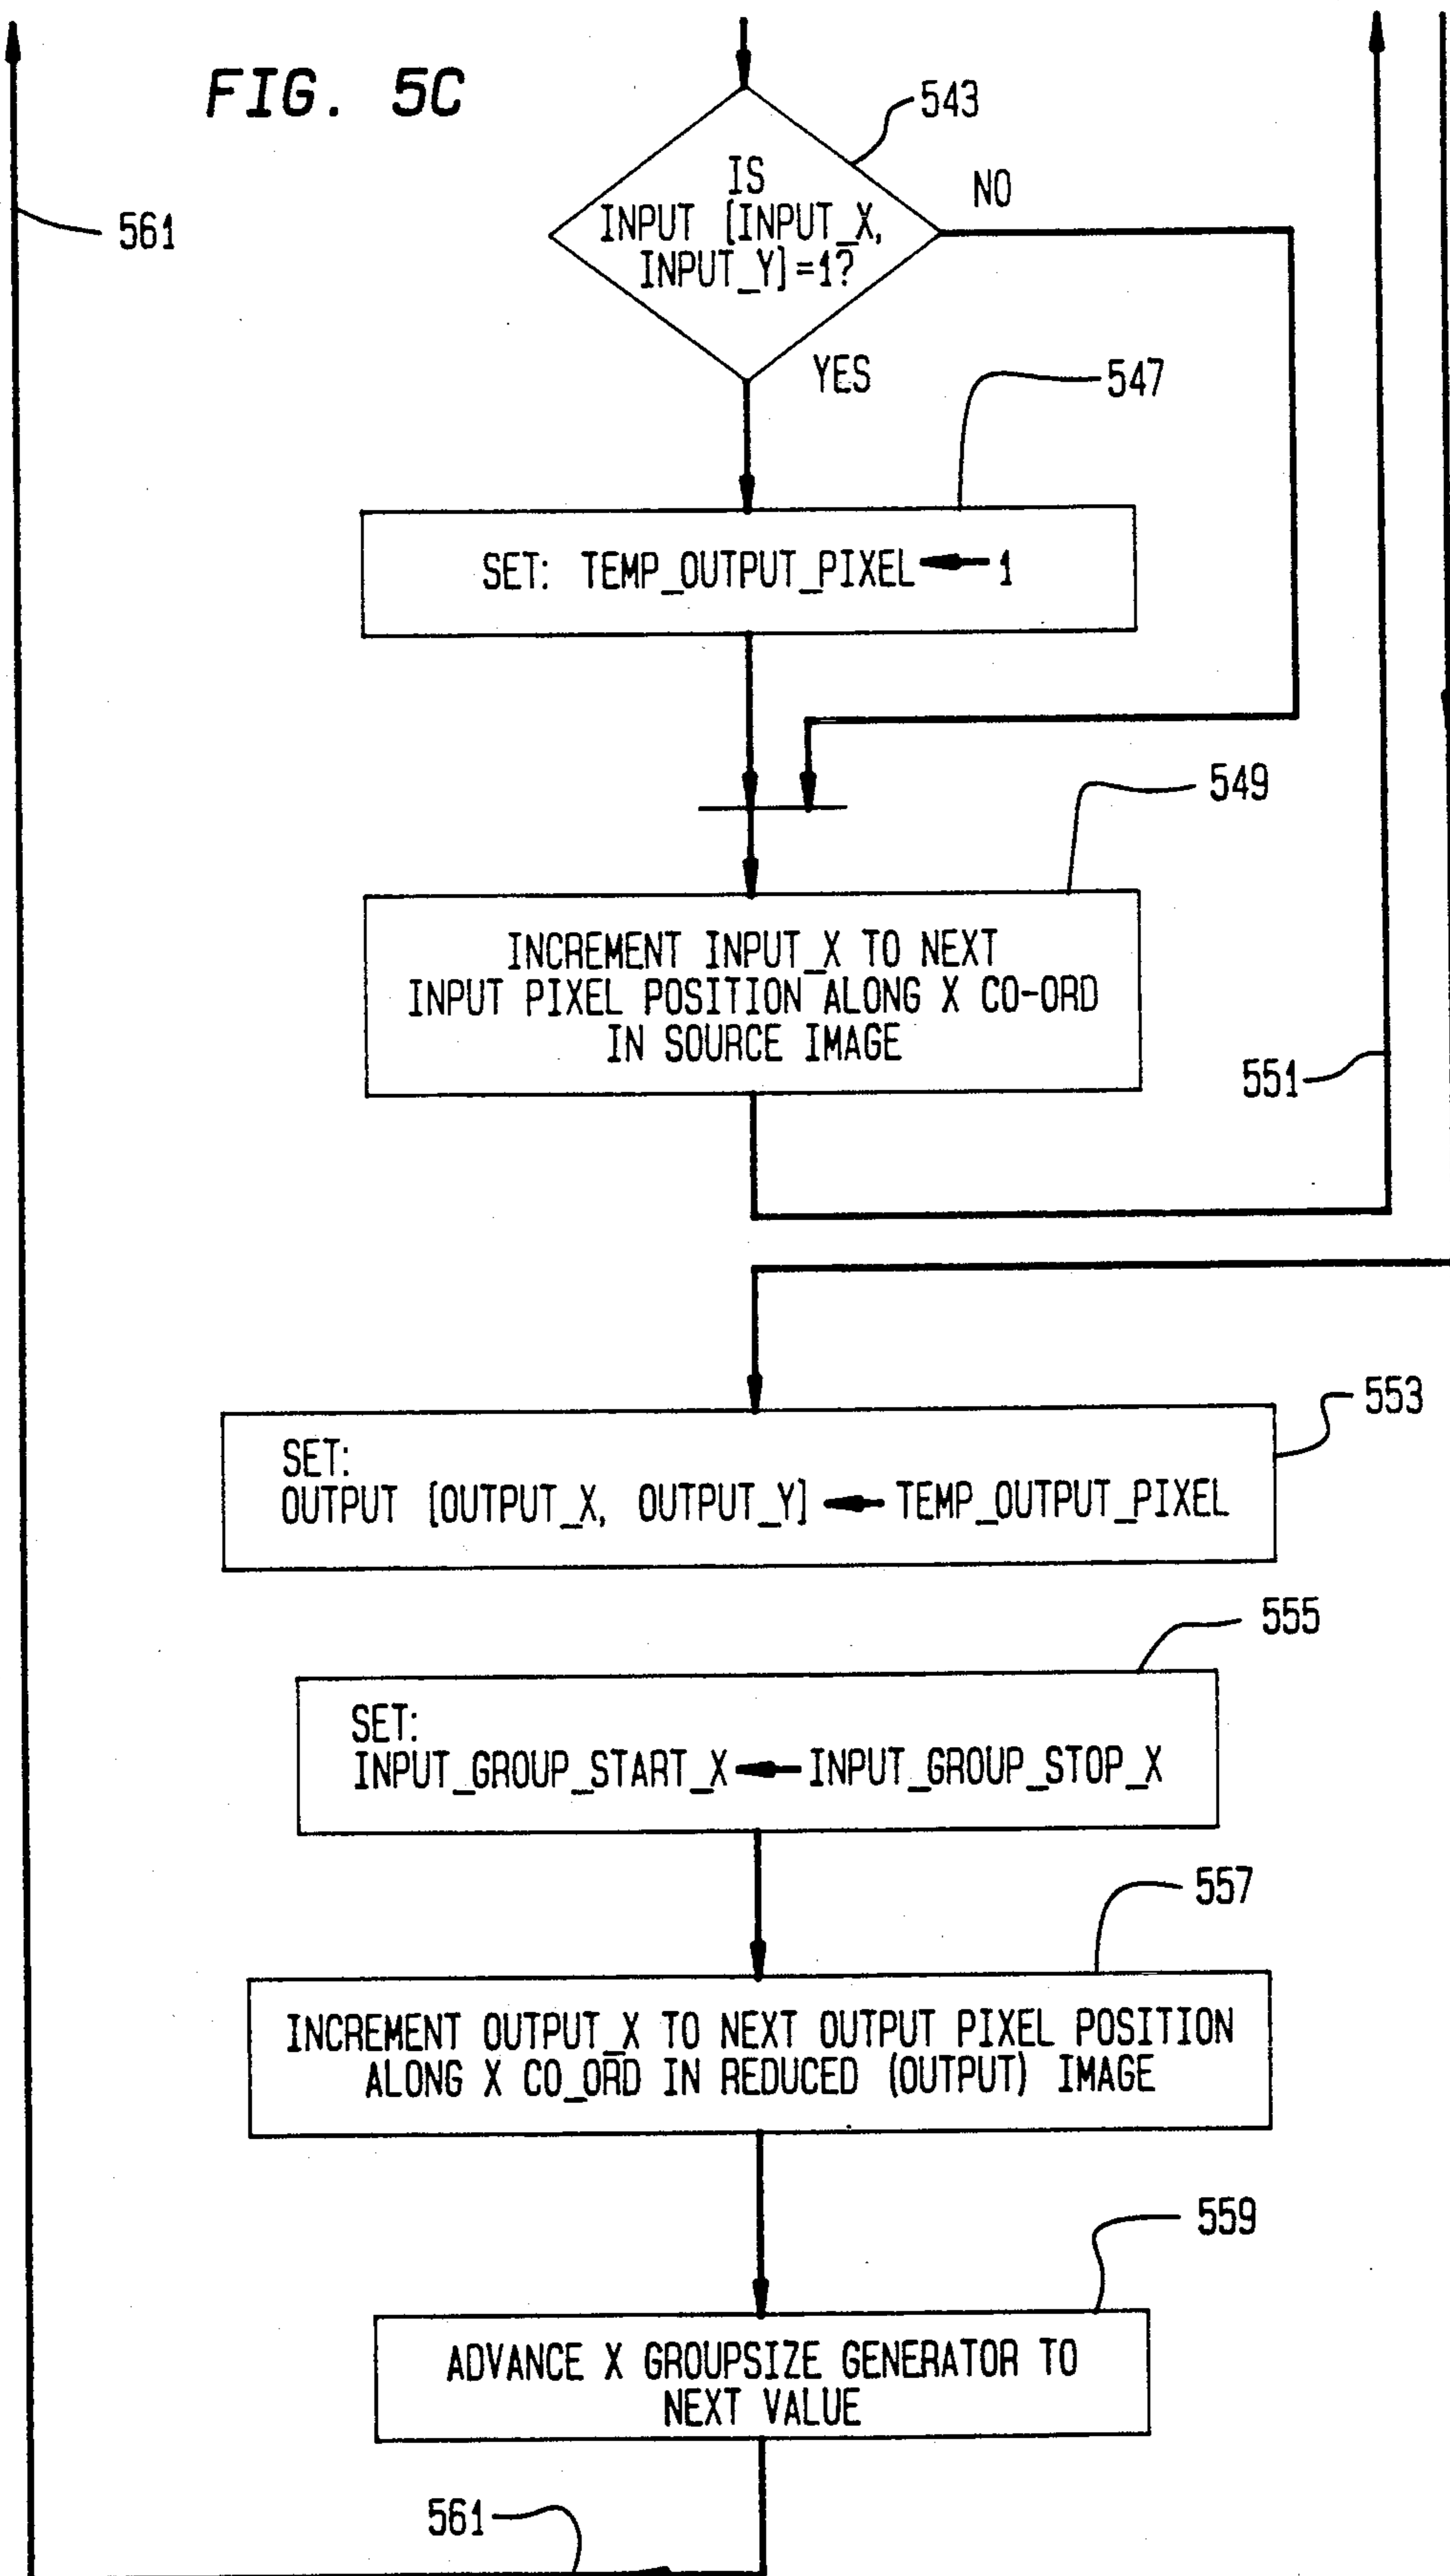 FIG. 5C
543
IS
INPUT [INPUT_X,
INPUT_Y]=1?
NO
561
YES
547
SET: TEMP_OUTPUT_PIXEL ← 1
549
INCREMENT INPUT_X TO NEXT
INPUT PIXEL POSITION ALONG X CO-ORD
IN SOURCE IMAGE
551
553
SET:
OUTPUT [OUTPUT_X, OUTPUT_Y] ← TEMP_OUTPUT_PIXEL
555
SET:
INPUT_GROUP_START_X ← INPUT_GROUP_STOP_X
557
INCREMENT OUTPUT_X TO NEXT OUTPUT PIXEL POSITION
ALONG X CO_ORD IN REDUCED (OUTPUT) IMAGE
559
ADVANCE X GROUPSIZE GENERATOR TO
NEXT VALUE
561